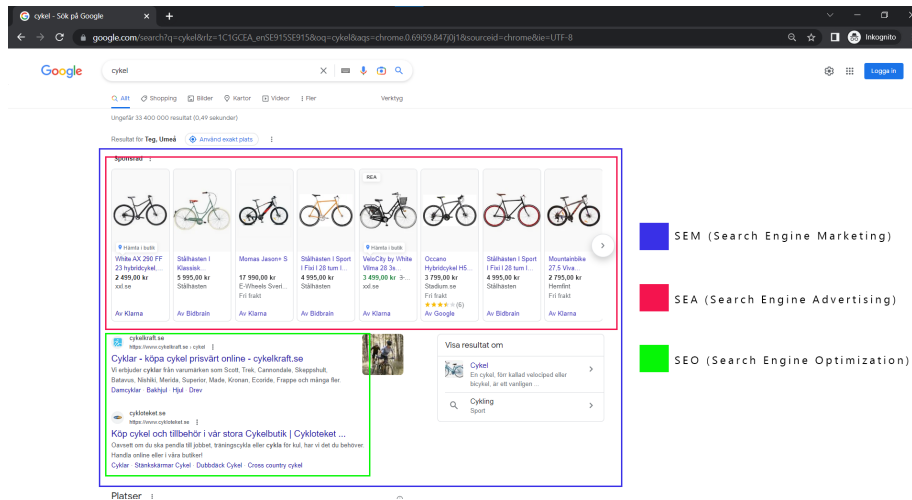 cykel - Sök på Google
google.com/search?q=cykel&rlz=1C1GCEA_enSE915SE915&oq=cykel&aqs=chrome.0.69i59.847j0j1&sourceid=chrome&ie=UTF-8
Inkognito
Google
cykel
Logga in
Allt
Shopping
Bilder
Kartor
Videor
Fler
Verktyg
Ungefär 33 400 000 resultat (0,49 sekunder)
Resultat för Teg, Umeå
Använd exakt plats
Sponsrad
REA
Hämta i butik
White AX 290 FF
23 hybridcykel,...
2 499,00 kr
xxl.se
Av Klarna
Stålhästen I
Klassisk...
5 995,00 kr
Stålhästen
Av Bidbrain
Momas Jason+ S
17 990,00 kr
E-Wheels Sveri...
Fri frakt
Av Klarna
Stålhästen I Sport
I Fixi I 28 tum I...
4 995,00 kr
Stålhästen
Av Bidbrain
Hämta i butik
VeloCity by White
Vilma 28 3s...
3 499,00 kr
xxl.se
Av Klarna
Occano
Hybridcykel H5...
3 799,00 kr
Stadium.se
Fri frakt
(6)
Av Google
Stålhästen I Sport
I Fixi I 28 tum I...
4 995,00 kr
Stålhästen
Av Bidbrain
Mountainbike
27,5 Viva...
2 795,00 kr
Hemfint
Fri frakt
Av Klarna
SEM (Search Engine Marketing)
SEA (Search Engine Advertising)
SEO (Search Engine Optimization)
cykelkraft.se
https://www.cykelkraft.se › cykel
Cyklar - köpa cykel prisvärt online - cykelkraft.se
Vi erbjuder cyklar från varumärken som Scott, Trek, Cannondale, Skeppshult,
Batavus, Nishiki, Merida, Superior, Made, Kronan, Ecoride, Frappe och många fler.
Damcyklar · Bakhjul · Hjul · Drev
cykloteket.se
https://www.cykloteket.se
Köp cykel och tillbehör i vår stora Cykelbutik | Cykloteket ...
Oavsett om du ska pendla till jobbet, träningscykla eller cykla för kul, har vi det du behöver.
Handla online eller i våra butiker!
Cyklar · Stänkskärmar Cykel · Dubbdäck Cykel · Cross country cykel
Visa resultat om
Cykel
En cykel, förr kallad velociped eller
bicykel, är ett vanligen ...
Cykling
Sport
Platser